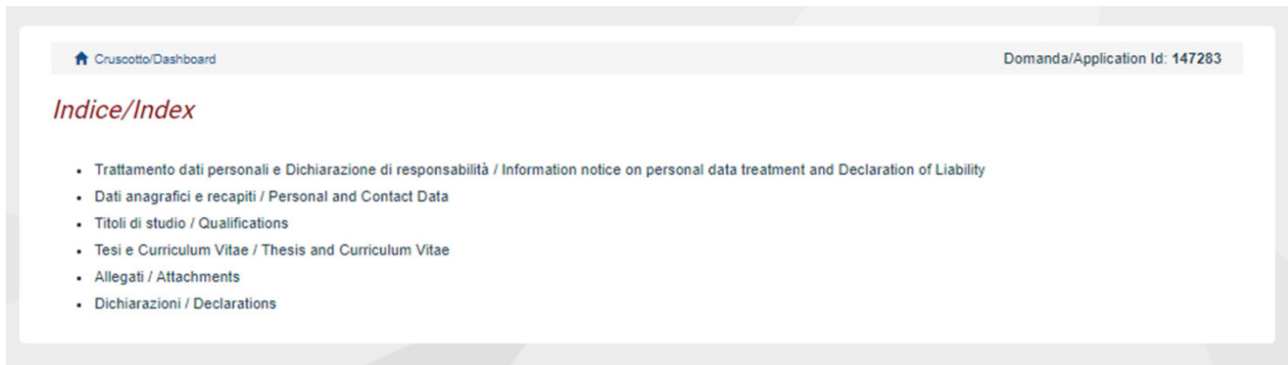 Cruscotto/Dashboard
Domanda/Application Id: 147283
Indice/Index
Trattamento dati personali e Dichiarazione di responsabilità / Information notice on personal data treatment and Declaration of Liability
Dati anagrafici e recapiti / Personal and Contact Data
Titoli di studio / Qualifications
Tesi e Curriculum Vitae / Thesis and Curriculum Vitae
Allegati / Attachments
Dichiarazioni / Declarations